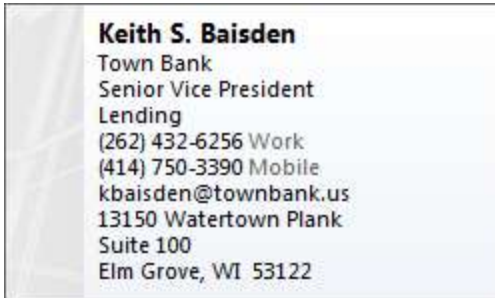 Keith S. Baisden
Town Bank
Senior Vice President
Lending
(262) 432-6256 Work
(414) 750-3390 Mobile
kbaisden@townbank.us
13150 Watertown Plank
Suite 100
Elm Grove, WI 53122